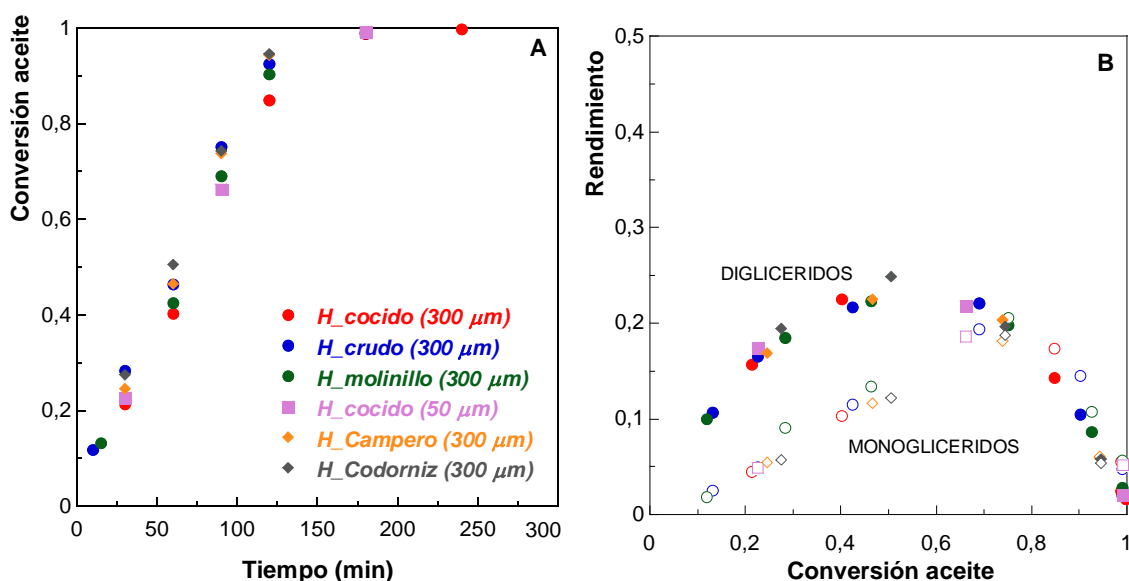 A
Conversión aceite
1
0,8
0,6
0,4
0,2
0
0
50
100
150
200
250
300
Tiempo (min)
H_cocido (300 μm)
H_crudo (300 μm)
H_molinillo (300 μm)
H_cocido (50 μm)
H_Campero (300 μm)
H_Codorniz (300 μm)
B
Rendimiento
0,5
0,4
0,3
0,2
0,1
0
DIGLICERIDOS
MONOGLICERIDOS
0
0,2
0,4
0,6
0,8
1
Conversión aceite